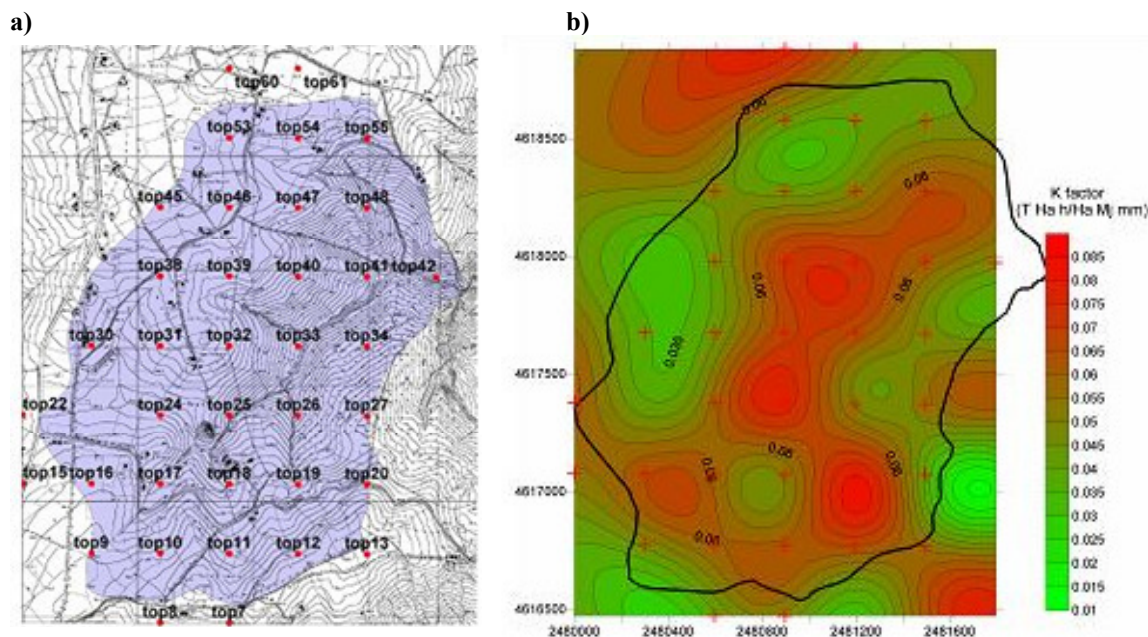 a)
b)
top60 top61
top53 top54 top55
top45 top46 top47 top48
top38 top39 top40 top41 top42
top30 top31 top32 top33 top34
top22 top24 top25 top26 top27
top15 top16 top17 top18 top19 top20
top9 top10 top11 top12 top13
top8 top7
4618500
4618000
4617500
4617000
4616500
2480000 2480400 2480800 2481200 2481600
0.06
0.06
0.06
0.06
0.06
K factor
(T Ha h/Ha Mj mm)
0.085
0.08
0.075
0.07
0.065
0.06
0.055
0.05
0.045
0.04
0.035
0.03
0.025
0.02
0.015
0.01